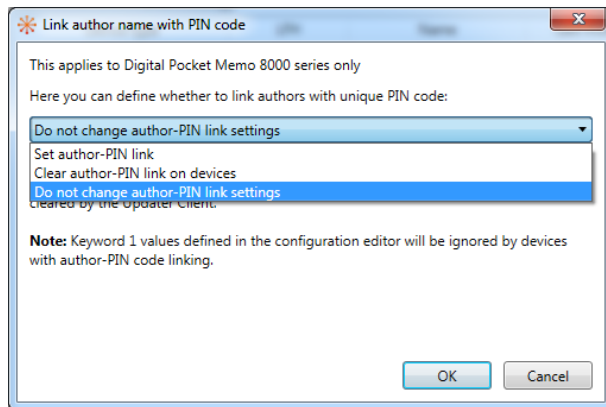 Link author name with PIN code
This applies to Digital Pocket Memo 8000 series only
Here you can define whether to link authors with unique PIN code:
Do not change author-PIN link settings
Set author-PIN link
Clear author-PIN link on devices
Do not change author-PIN link settings
cleared by the Updater Client.
Note: Keyword 1 values defined in the configuration editor will be ignored by devices
with author-PIN code linking.
OK Cancel